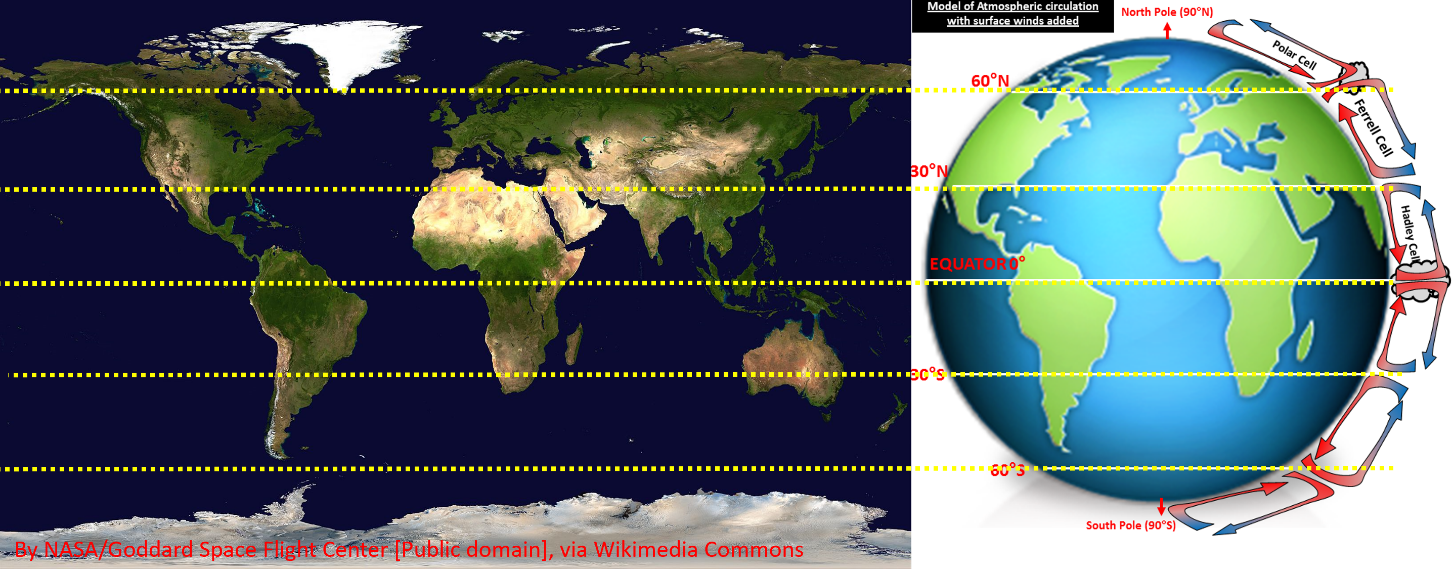 Model of Atmospheric circulation
with surface winds added
North Pole (90°N)
Polar Cell
60°N
Ferrell Cell
30°N
Hadley Cell
EQUATOR 0°
30°S
60°S
South Pole (90°S)
By NASA/Goddard Space Flight Center [Public domain], via Wikimedia Commons